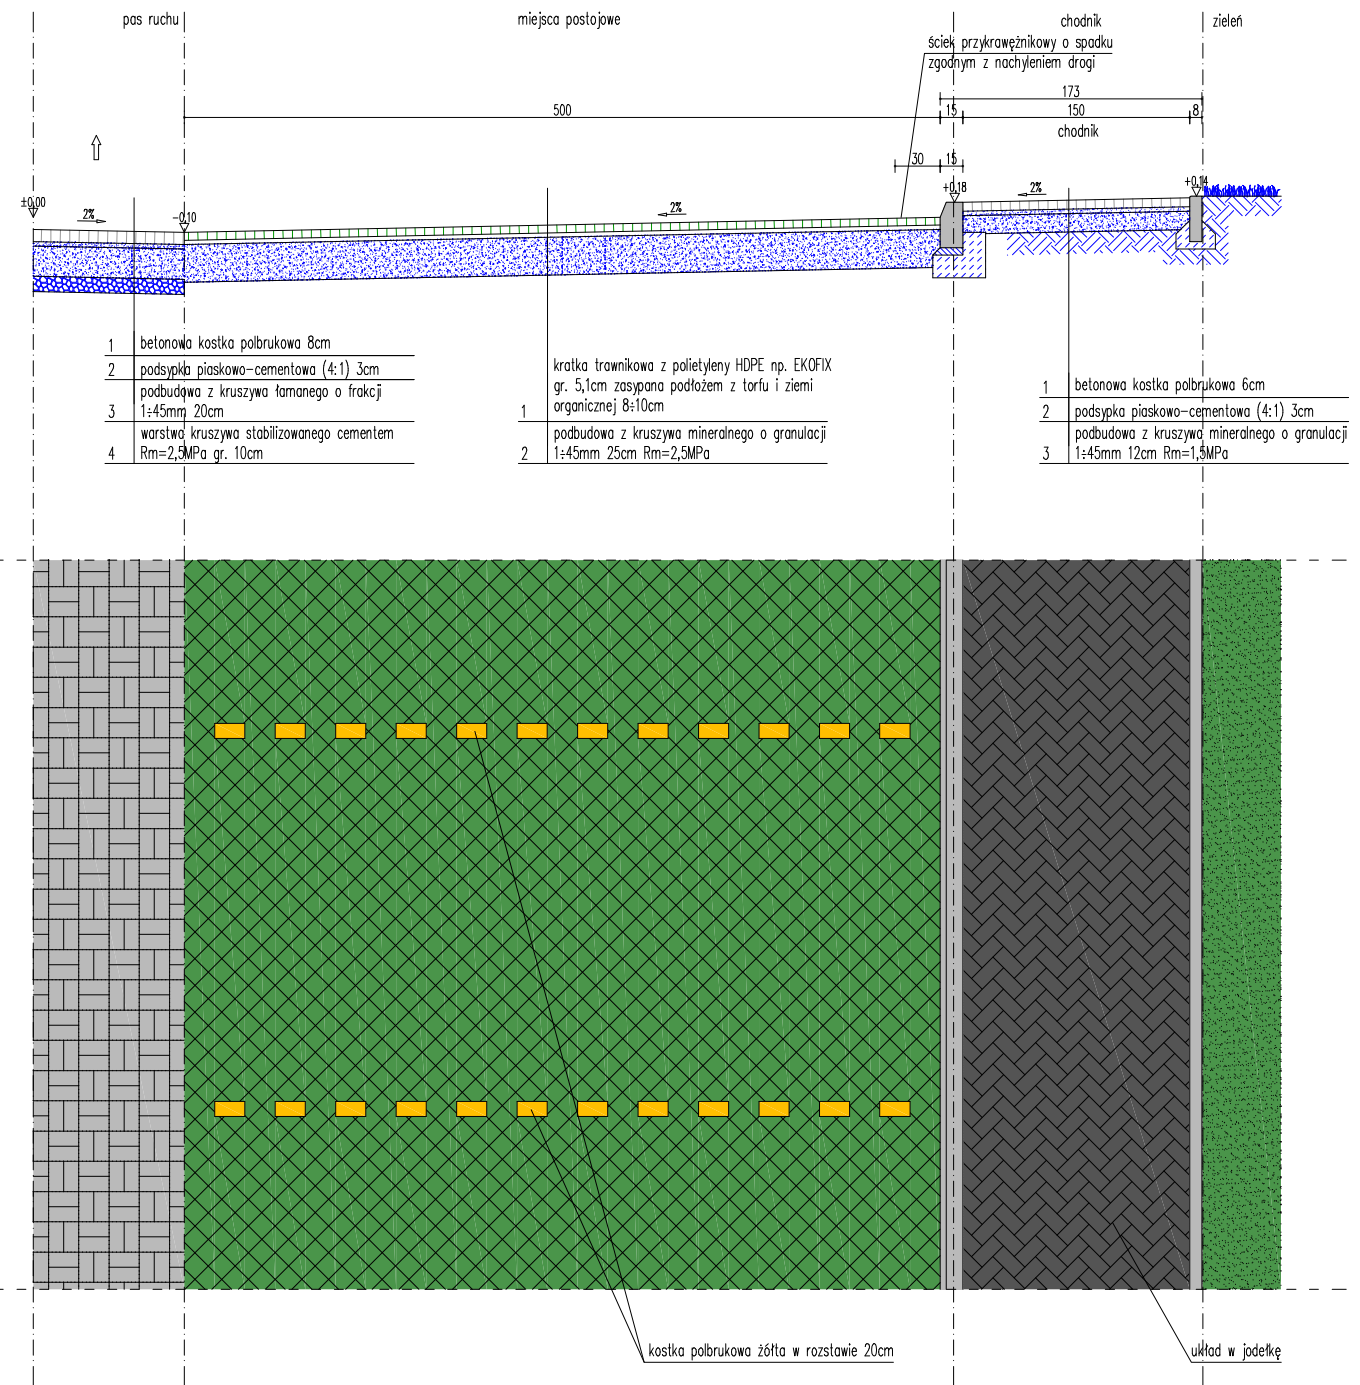 pas ruchu
miejsca postojowe
chodnik
zieleń
ściek przykrawężnikowy o spadku
zgodnym z nachyleniem drogi
173
500
15
150
8
chodnik
30
15
±0,00
2%
-0,10
2%
+0,18
2%
+0,14
1 betonowa kostka polbrukowa 8cm
2 podsypka piaskowo-cementowa (4:1) 3cm
podbudowa z kruszywa łamanego o frakcji
3 1÷45mm 20cm
warstwa kruszywa stabilizowanego cementem
4 Rm=2,5MPa gr. 10cm
kratka trawnikowa z polietyleny HDPE np. EKOFIX
gr. 5,1cm zasypana podłożem z torfu i ziemi
1 organicznej 8÷10cm
podbudowa z kruszywa mineralnego o granulacji
2 1÷45mm 25cm Rm=2,5MPa
1 betonowa kostka polbrukowa 6cm
2 podsypka piaskowo-cementowa (4:1) 3cm
podbudowa z kruszywa mineralnego o granulacji
3 1÷45mm 12cm Rm=1,5MPa
kostka polbrukowa żółta w rozstawie 20cm
układ w jodełkę